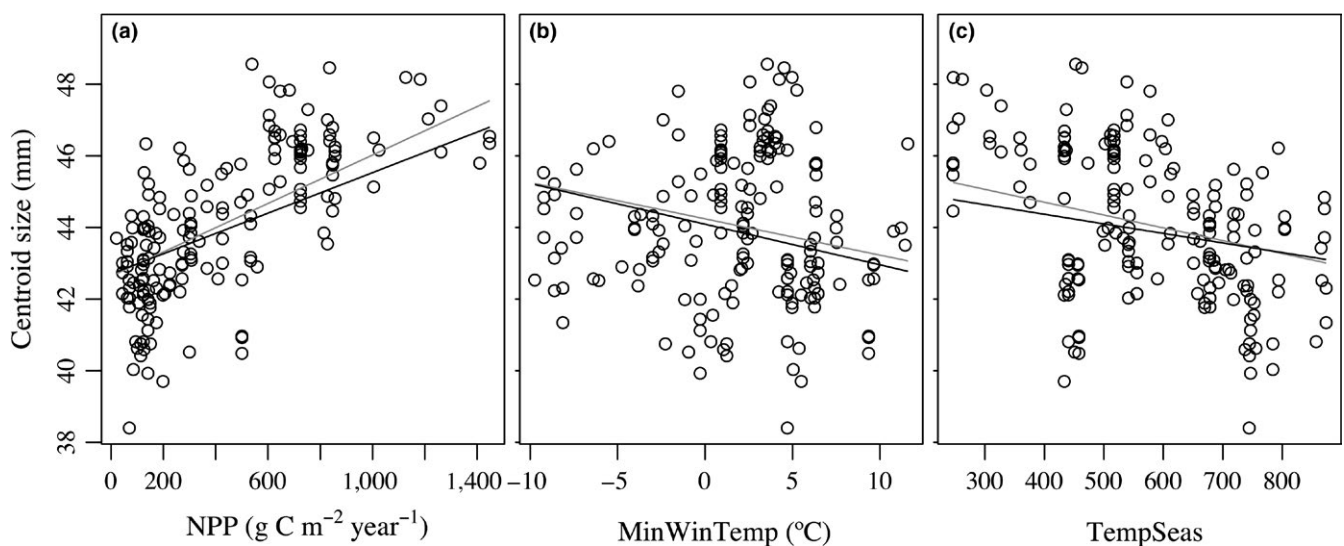 (a) (b) (c)
Centroid size (mm)
48
46
44
42
40
38
0 200 600 1,000 1,400 −10 −5 0 5 10 300 400 500 600 700 800
NPP (g C m⁻² year⁻¹) MinWinTemp (ºC) TempSeas